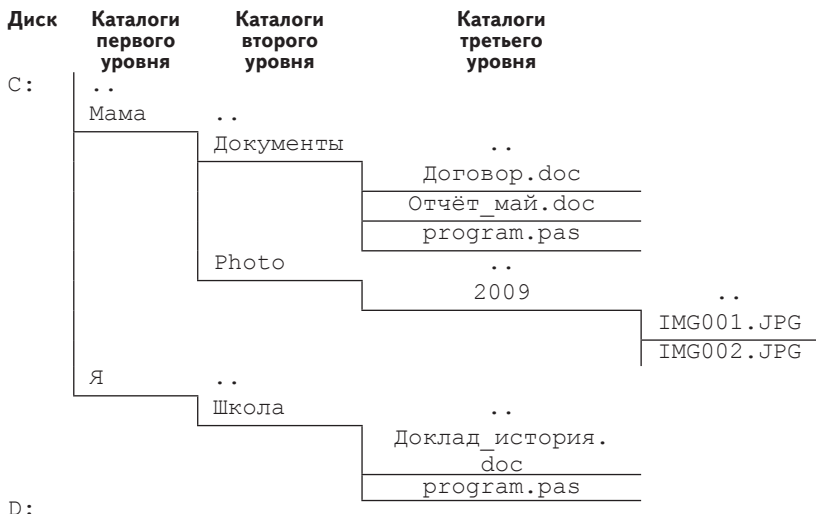 Диск Каталоги Каталоги Каталоги
первого второго третьего
уровня уровня уровня
C: ..
Мама ..
Документы ..
Договор.doc
Отчёт_май.doc
program.pas
Photo ..
2009 ..
IMG001.JPG
IMG002.JPG
Я ..
Школа ..
Доклад_история.
doc
program.pas
D: